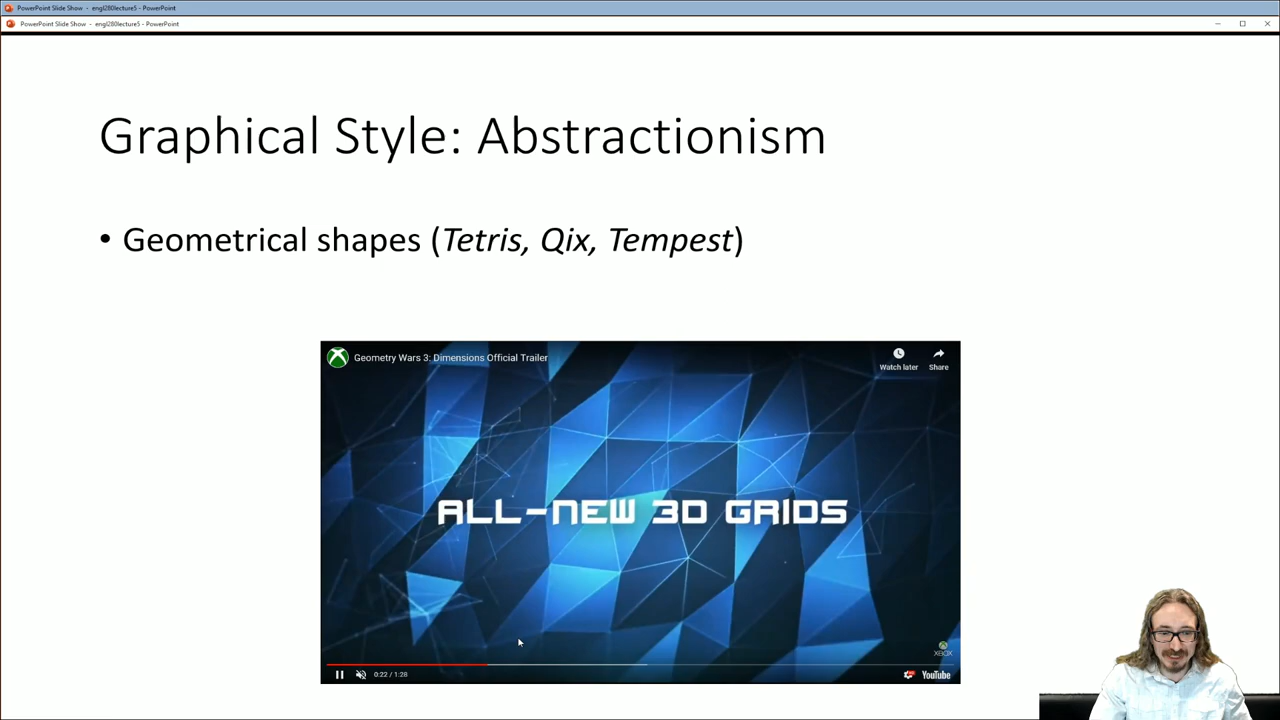 PowerPoint Slide Show - engl280lecture5 - PowerPoint
PowerPoint Slide Show - engl280lecture5 - PowerPoint
Graphical Style: Abstractionism
• Geometrical shapes (Tetris, Qix, Tempest)
Geometry Wars 3: Dimensions Official Trailer
Watch later
Share
ALL-NEW 3D GRIDS
XBOX
0:22 / 1:28
YouTube